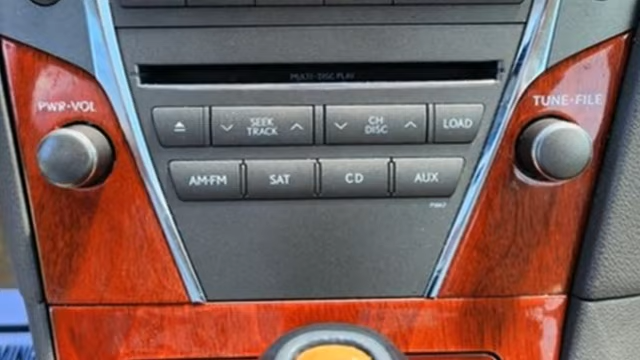 MULTI-DISC PLAY
PWR•VOL
TUNE•FILE
SEEK
TRACK
CH
DISC
LOAD
AM•FM
SAT
CD
AUX